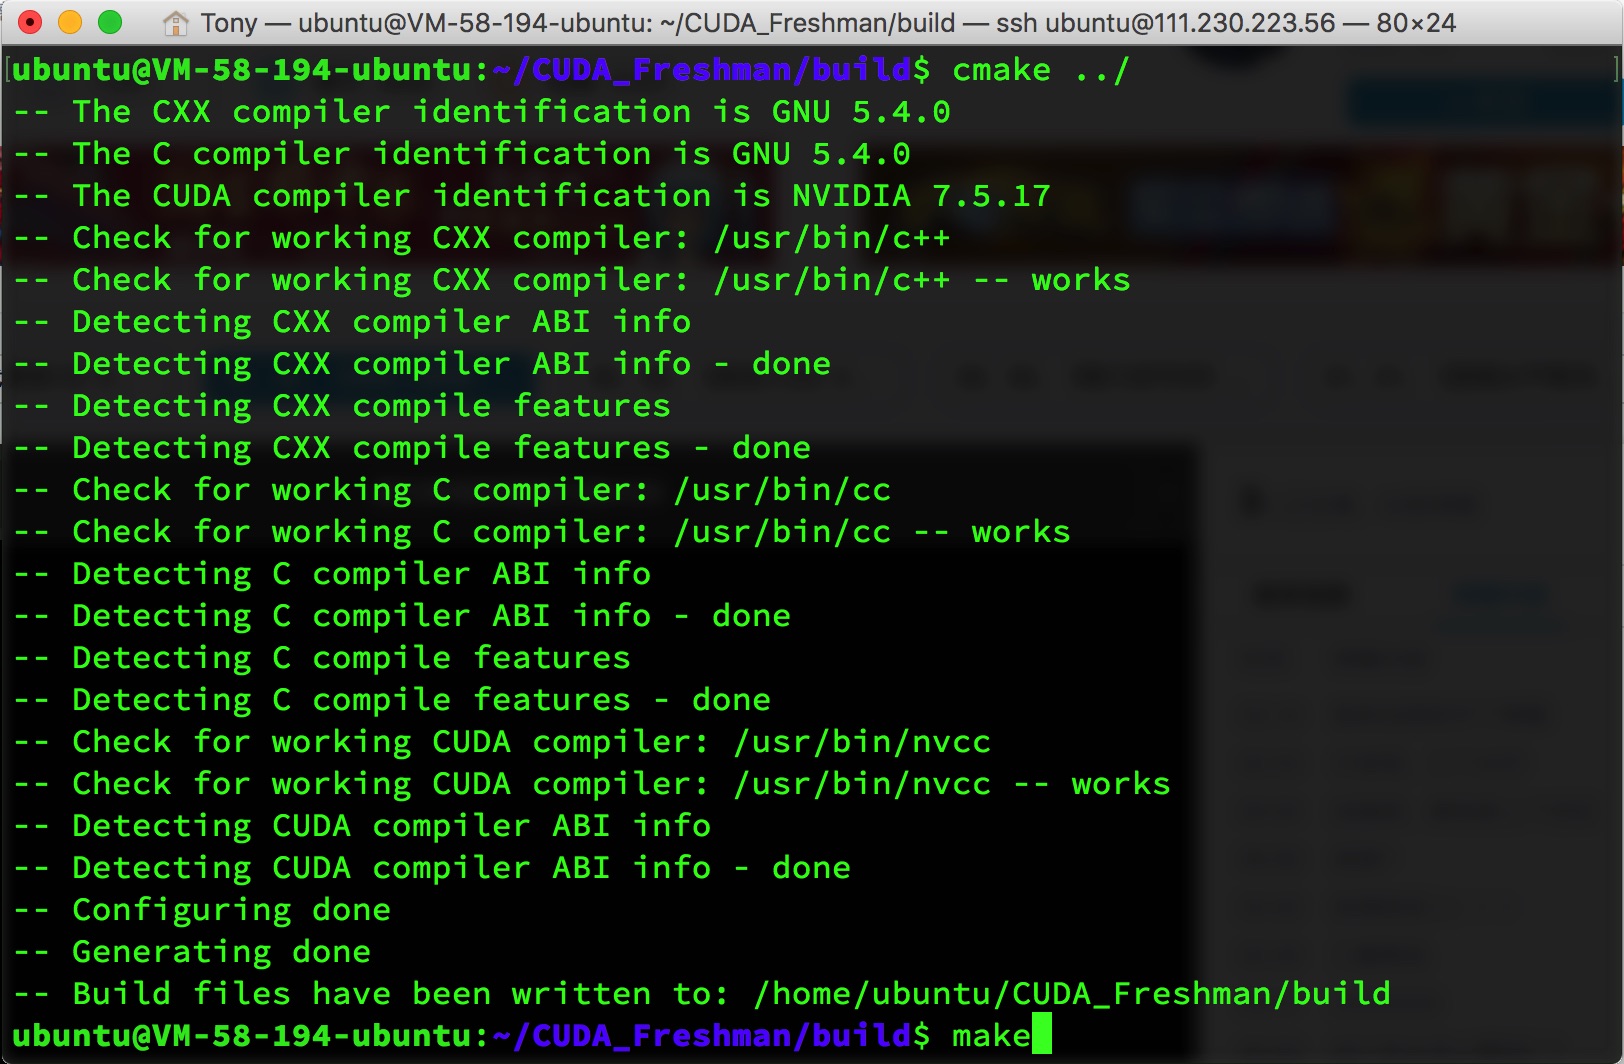 Tony — ubuntu@VM-58-194-ubuntu: ~/CUDA_Freshman/build — ssh ubuntu@111.230.223.56 — 80×24
[ubuntu@VM-58-194-ubuntu:~/CUDA_Freshman/build$ cmake ../ ]
-- The CXX compiler identification is GNU 5.4.0
-- The C compiler identification is GNU 5.4.0
-- The CUDA compiler identification is NVIDIA 7.5.17
-- Check for working CXX compiler: /usr/bin/c++
-- Check for working CXX compiler: /usr/bin/c++ -- works
-- Detecting CXX compiler ABI info
-- Detecting CXX compiler ABI info - done
-- Detecting CXX compile features
-- Detecting CXX compile features - done
-- Check for working C compiler: /usr/bin/cc
-- Check for working C compiler: /usr/bin/cc -- works
-- Detecting C compiler ABI info
-- Detecting C compiler ABI info - done
-- Detecting C compile features
-- Detecting C compile features - done
-- Check for working CUDA compiler: /usr/bin/nvcc
-- Check for working CUDA compiler: /usr/bin/nvcc -- works
-- Detecting CUDA compiler ABI info
-- Detecting CUDA compiler ABI info - done
-- Configuring done
-- Generating done
-- Build files have been written to: /home/ubuntu/CUDA_Freshman/build
ubuntu@VM-58-194-ubuntu:~/CUDA_Freshman/build$ make